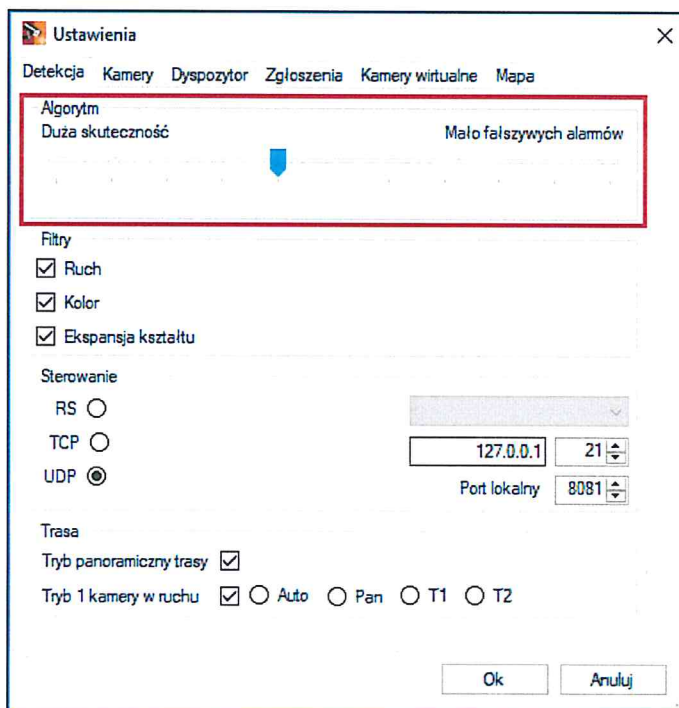 Ustawienia
Detekcja Kamery Dyspozytor Zgłoszenia Kamery wirtualne Mapa
Algorytm
Duża skuteczność Mało fałszywych alarmów
Filtry
Ruch
Kolor
Ekspansja kształtu
Sterowanie
RS
TCP 127.0.0.1 21
UDP Port lokalny 8081
Trasa
Tryb panoramiczny trasy
Tryb 1 kamery w ruchu Auto Pan T1 T2
Ok Anuluj